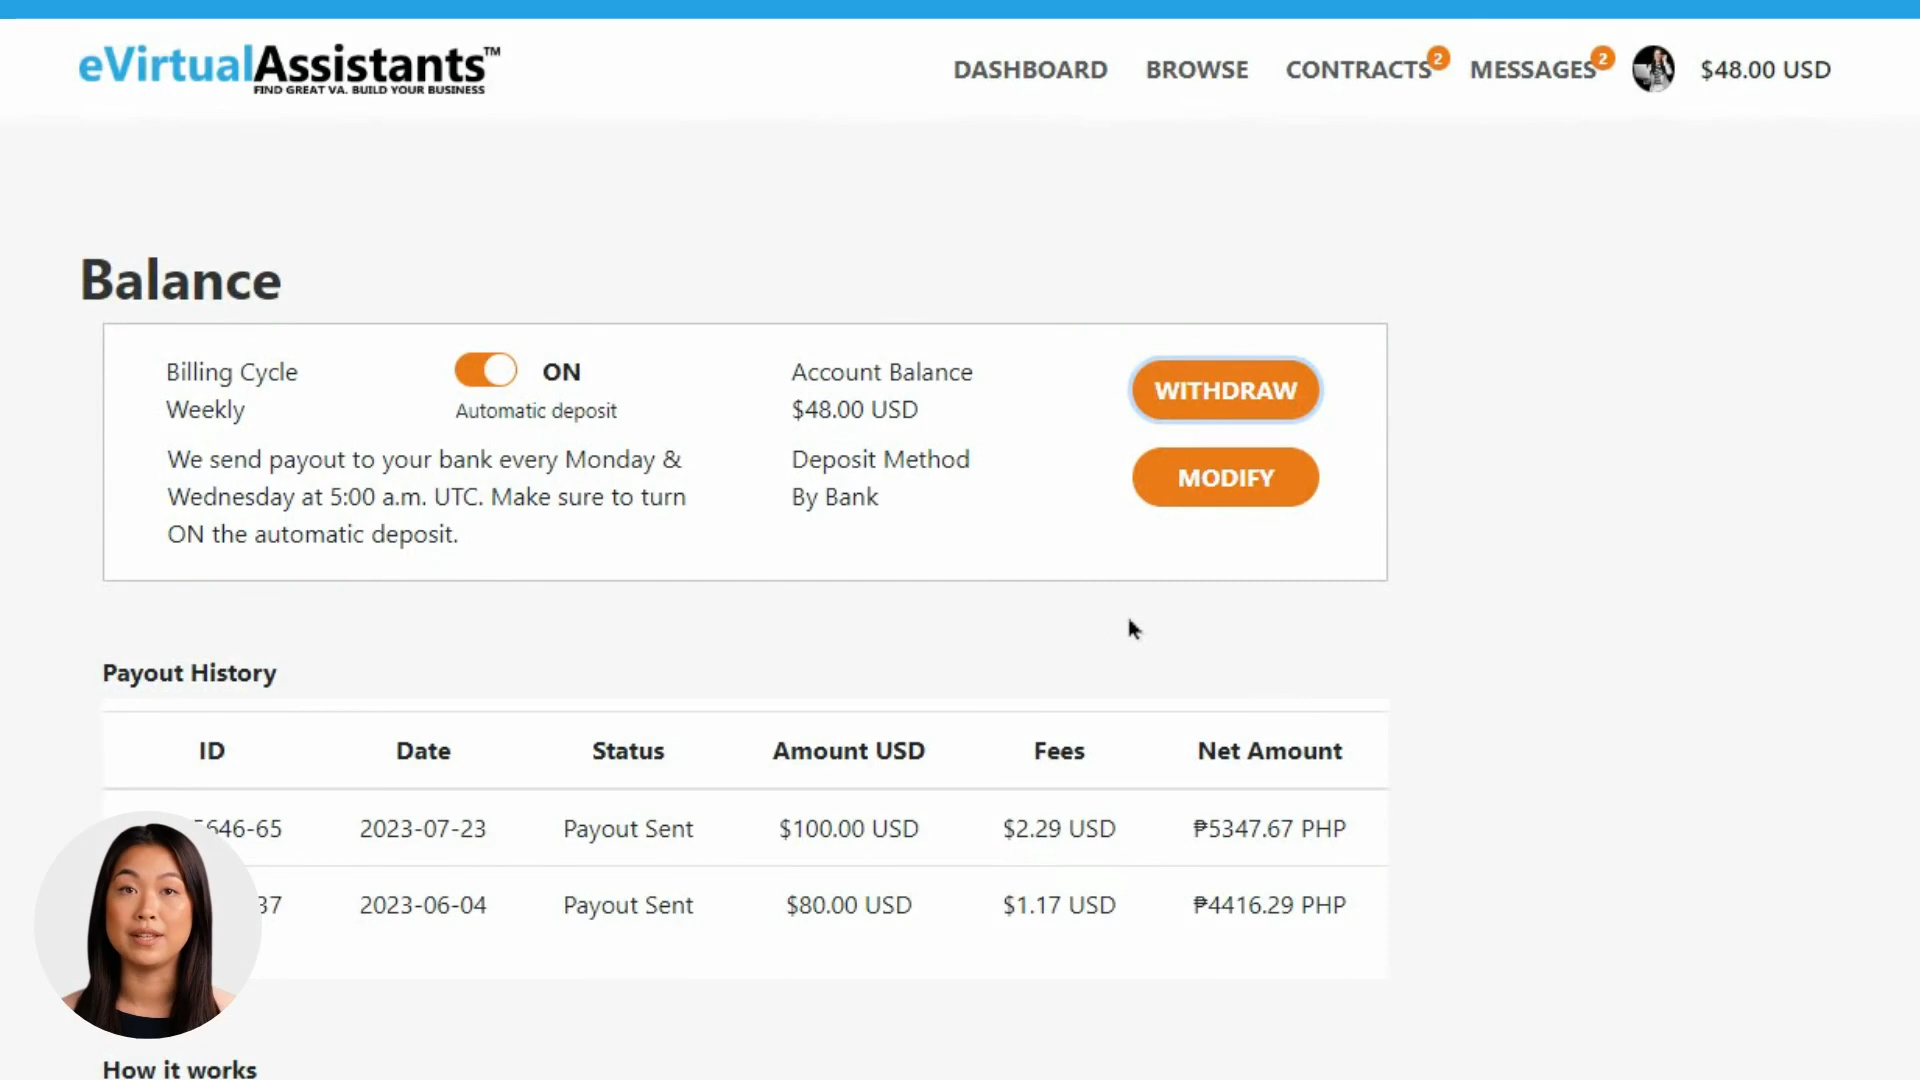 eVirtualAssistants™
FIND GREAT VA. BUILD YOUR BUSINESS
DASHBOARD BROWSE CONTRACTS 2 MESSAGES 2 $48.00 USD
Balance
Billing Cycle
Weekly
ON
Automatic deposit
We send payout to your bank every Monday &
Wednesday at 5:00 a.m. UTC. Make sure to turn
ON the automatic deposit.
Account Balance
$48.00 USD
Deposit Method
By Bank
WITHDRAW
MODIFY
Payout History
ID Date Status Amount USD Fees Net Amount
646-65 2023-07-23 Payout Sent $100.00 USD $2.29 USD ₱5347.67 PHP
37 2023-06-04 Payout Sent $80.00 USD $1.17 USD ₱4416.29 PHP
How it works